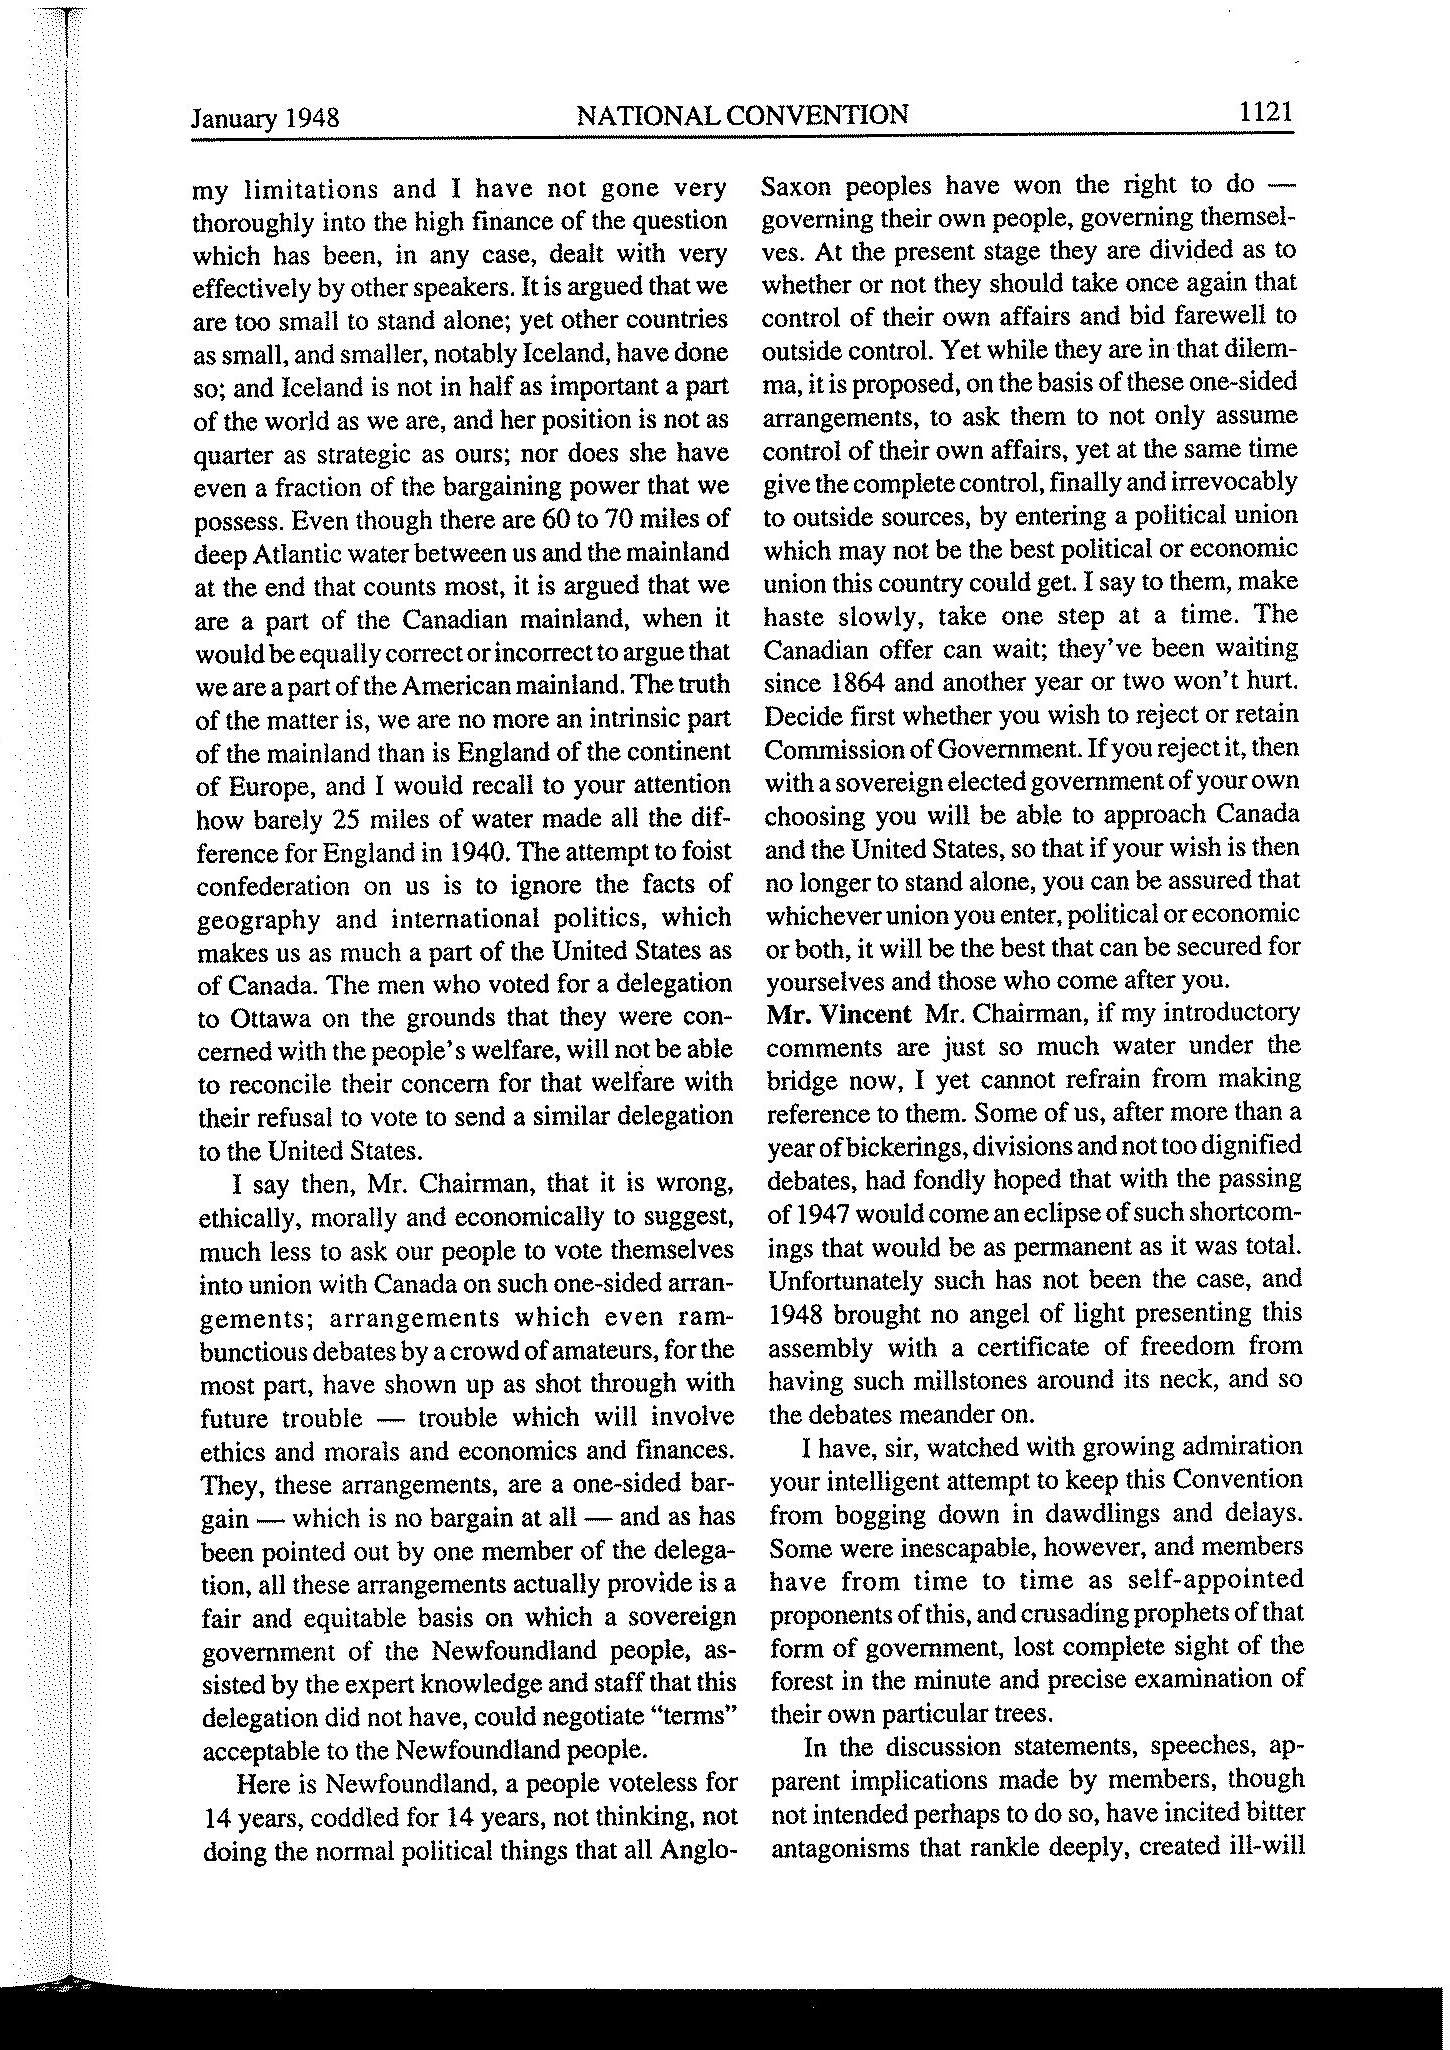 January 1948
NATIONAL CONVENTION
1121
my limitations and I have not gone very
thoroughly into the high finance of the question
which has been, in any case, dealt with very
effectively by other speakers. It is argued that we
are too small to stand alone; yet other countries
as small, and smaller, notably Iceland, have done
so; and Iceland is not in half as important a part
of the world as we are, and her position is not as
quarter as strategic as ours; nor does she have
even a fraction of the bargaining power that we
possess. Even though there are 60 to 70 miles of
deep Atlantic water between us and the mainland
at the end that counts most, it is argued that we
are a part of the Canadian mainland, when it
would be equally correct or incorrect to argue that
we are a part of the American mainland. The truth
of the matter is, we are no more an intrinsic part
of the mainland than is England of the continent
of Europe, and I would recall to your attention
how barely 25 miles of water made all the dif-
ference for England in 1940. The attempt to foist
confederation on us is to ignore the facts of
geography and international politics, which
makes us as much a part of the United States as
of Canada. The men who voted for a delegation
to Ottawa on the grounds that they were con-
cerned with the people's welfare, will not be able
to reconcile their concern for that welfare with
their refusal to vote to send a similar delegation
to the United States.
I say then, Mr. Chairman, that it is wrong,
ethically, morally and economically to suggest,
much less to ask our people to vote themselves
into union with Canada on such one-sided arran-
gements; arrangements which even ram-
bunctious debates by a crowd of amateurs, for the
most part, have shown up as shot through with
future trouble — trouble which will involve
ethics and morals and economics and finances.
They, these arrangements, are a one-sided bar-
gain — which is no bargain at all — and as has
been pointed out by one member of the delega-
tion, all these arrangements actually provide is a
fair and equitable basis on which a sovereign
government of the Newfoundland people, as-
sisted by the expert knowledge and staff that this
delegation did not have, could negotiate “terms”
acceptable to the Newfoundland people.
Here is Newfoundland, a people voteless for
14 years, coddled for 14 years, not thinking, not
doing the normal political things that all Anglo-
Saxon peoples have won the right to do —
governing their own people, governing themsel-
ves. At the present stage they are divided as to
whether or not they should take once again that
control of their own affairs and bid farewell to
outside control. Yet while they are in that dilem-
ma, it is proposed, on the basis of these one-sided
arrangements, to ask them to not only assume
control of their own affairs, yet at the same time
give the complete control, finally and irrevocably
to outside sources, by entering a political union
which may not be the best political or economic
union this country could get. I say to them, make
haste slowly, take one step at a time. The
Canadian offer can wait; they've been waiting
since 1864 and another year or two won't hurt.
Decide first whether you wish to reject or retain
Commission of Government. If you reject it, then
with a sovereign elected government of your own
choosing you will be able to approach Canada
and the United States, so that if your wish is then
no longer to stand alone, you can be assured that
whichever union you enter, political or economic
or both, it will be the best that can be secured for
yourselves and those who come after you.
Mr. Vincent Mr. Chairman, if my introductory
comments are just so much water under the
bridge now, I yet cannot refrain from making
reference to them. Some of us, after more than a
year of bickerings, divisions and not too dignified
debates, had fondly hoped that with the passing
of 1947 would come an eclipse of such shortcom-
ings that would be as permanent as it was total.
Unfortunately such has not been the case, and
1948 brought no angel of light presenting this
assembly with a certificate of freedom from
having such millstones around its neck, and so
the debates meander on.
I have, sir, watched with growing admiration
your intelligent attempt to keep this Convention
from bogging down in dawdlings and delays.
Some were inescapable, however, and members
have from time to time as self-appointed
proponents of this, and crusading prophets of that
form of government, lost complete sight of the
forest in the minute and precise examination of
their own particular trees.
In the discussion statements, speeches, ap-
parent implications made by members, though
not intended perhaps to do so, have incited bitter
antagonisms that rankle deeply, created ill-will